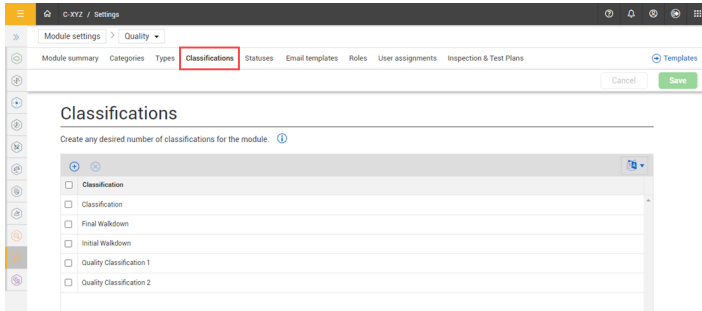 C-XYZ / Settings
Module settings > Quality
Module summary Categories Types Classifications Statuses Email templates Roles User assignments Inspection & Test Plans Templates
Cancel Save
Classifications
Create any desired number of classifications for the module.
Classification
Classification
Final Walkdown
Initial Walkdown
Quality Classification 1
Quality Classification 2